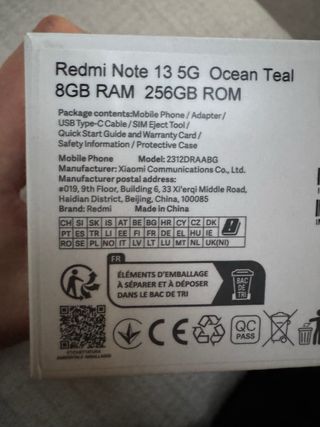 Redmi Note 13 5G Ocean Teal
8GB RAM 256GB ROM
Package contents:Mobile Phone / Adapter/
USB Type-C Cable / SIM Eject Tool /
Quick Start Guide and Warranty Card /
Safety Information / Protective Case
Mobile Phone Model: 2312DRAABG
Manufacturer: Xiaomi Communications Co., Ltd.
Manufacturer postal address:
#019, 9th Floor, Building 6, 33 Xi'erqi Middle Road,
Haidian District, Beijing, China, 100085
Brand: Redmi Made in China
CH SI SK IS AT BE BG HR CY CZ DK
PT ES TR LI EE FI FR DE EL HU IE
RO SE PL NO IT LV LT LU MT NL UK(NI)
FR
ÉLÉMENTS D'EMBALLAGE
À SÉPARER ET À DÉPOSER
DANS LE BAC DE TRI
BAC
DE
TRI
CE
QC
PASS